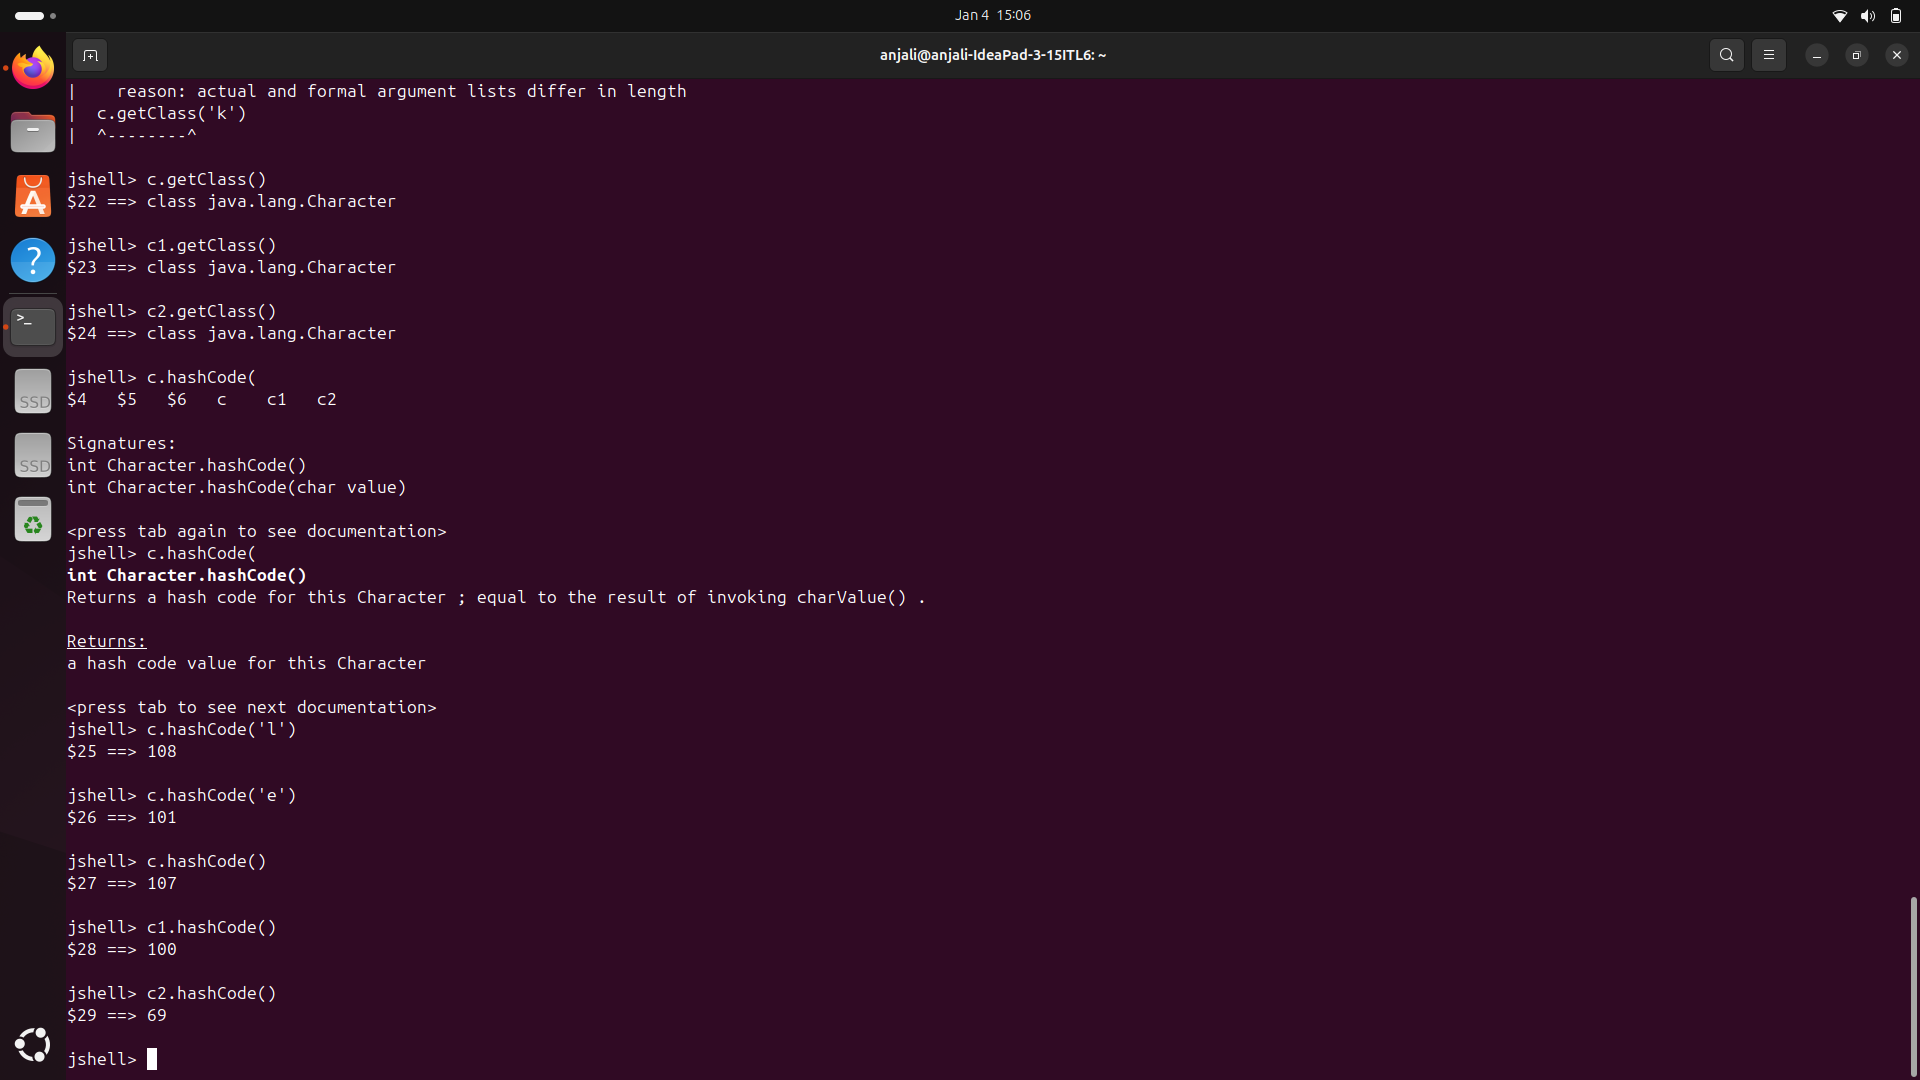 Jan 4  15:06
anjali@anjali-IdeaPad-3-15ITL6: ~
|    reason: actual and formal argument lists differ in length
|  c.getClass('k')
|  ^--------^
jshell> c.getClass()
$22 ==> class java.lang.Character
jshell> c1.getClass()
$23 ==> class java.lang.Character
jshell> c2.getClass()
$24 ==> class java.lang.Character
jshell> c.hashCode(
$4   $5   $6   c    c1   c2
Signatures:
int Character.hashCode()
int Character.hashCode(char value)
<press tab again to see documentation>
jshell> c.hashCode(
int Character.hashCode()
Returns a hash code for this Character ; equal to the result of invoking charValue() .
Returns:
a hash code value for this Character
<press tab to see next documentation>
jshell> c.hashCode('l')
$25 ==> 108
jshell> c.hashCode('e')
$26 ==> 101
jshell> c.hashCode()
$27 ==> 107
jshell> c1.hashCode()
$28 ==> 100
jshell> c2.hashCode()
$29 ==> 69
jshell>
A
?
>_
SSD
SSD